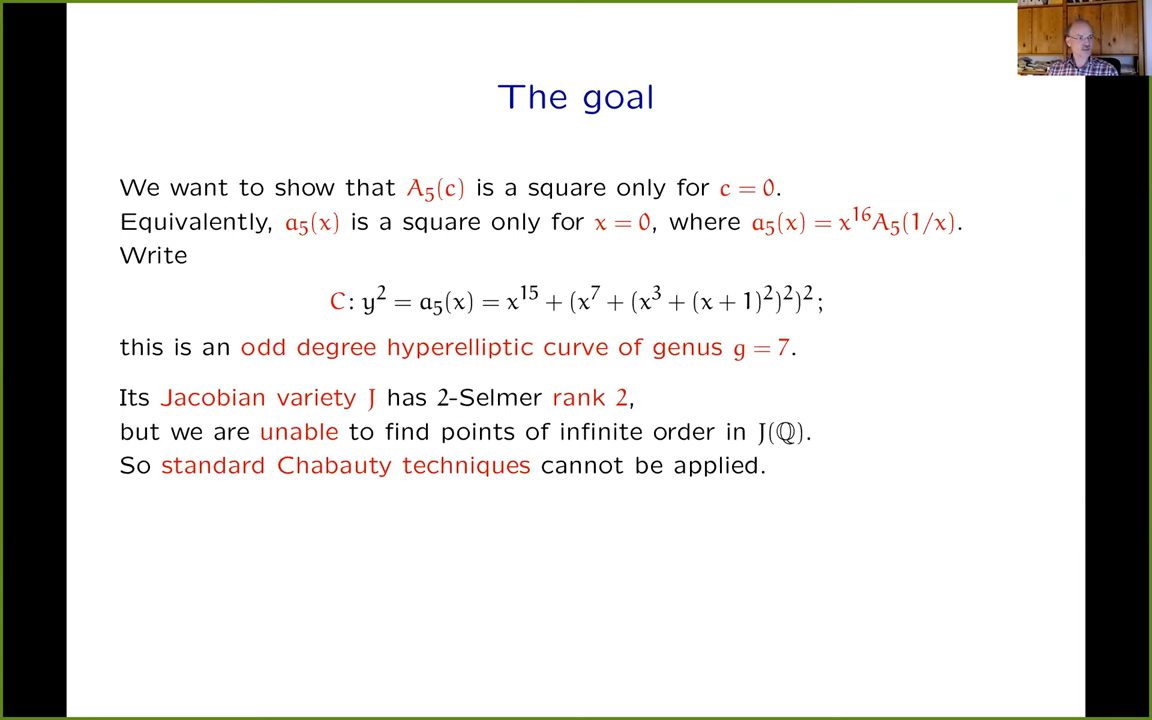 The goal
We want to show that A₅(c) is a square only for c = 0.
Equivalently, a₅(x) is a square only for x = 0, where a₅(x) = x¹⁶A₅(1/x).
Write
C: y² = a₅(x) = x¹⁵ + (x⁷ + (x³ + (x + 1)²)²)²;
this is an odd degree hyperelliptic curve of genus g = 7.
Its Jacobian variety J has 2-Selmer rank 2,
but we are unable to find points of infinite order in J(ℚ).
So standard Chabauty techniques cannot be applied.